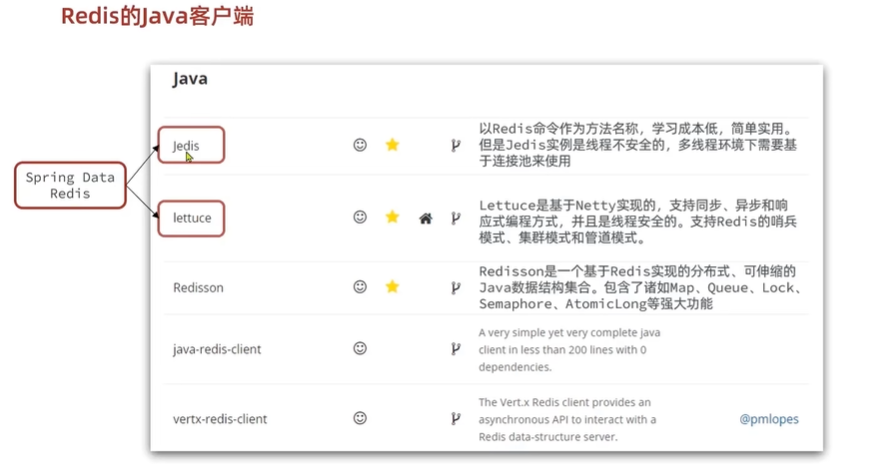 Redis的Java客户端
Java
Jedis
以Redis命令作为方法名称，学习成本低，简单实用。
但是Jedis实例是线程不安全的，多线程环境下需要基
于连接池来使用
Spring Data
Redis
lettuce
Lettuce是基于Netty实现的，支持同步、异步和响
应式编程方式，并且是线程安全的。支持Redis的哨兵
模式、集群模式和管道模式。
Redisson
Redisson是一个基于Redis实现的分布式、可伸缩的
Java数据结构集合。包含了诸如Map、Queue、Lock、
Semaphore、AtomicLong等强大功能
java-redis-client
A very simple yet very complete java
client in less than 200 lines with 0
dependencies.
vertx-redis-client
The Vert.x Redis client provides an
asynchronous API to interact with a
Redis data-structure server.
@pmlopes